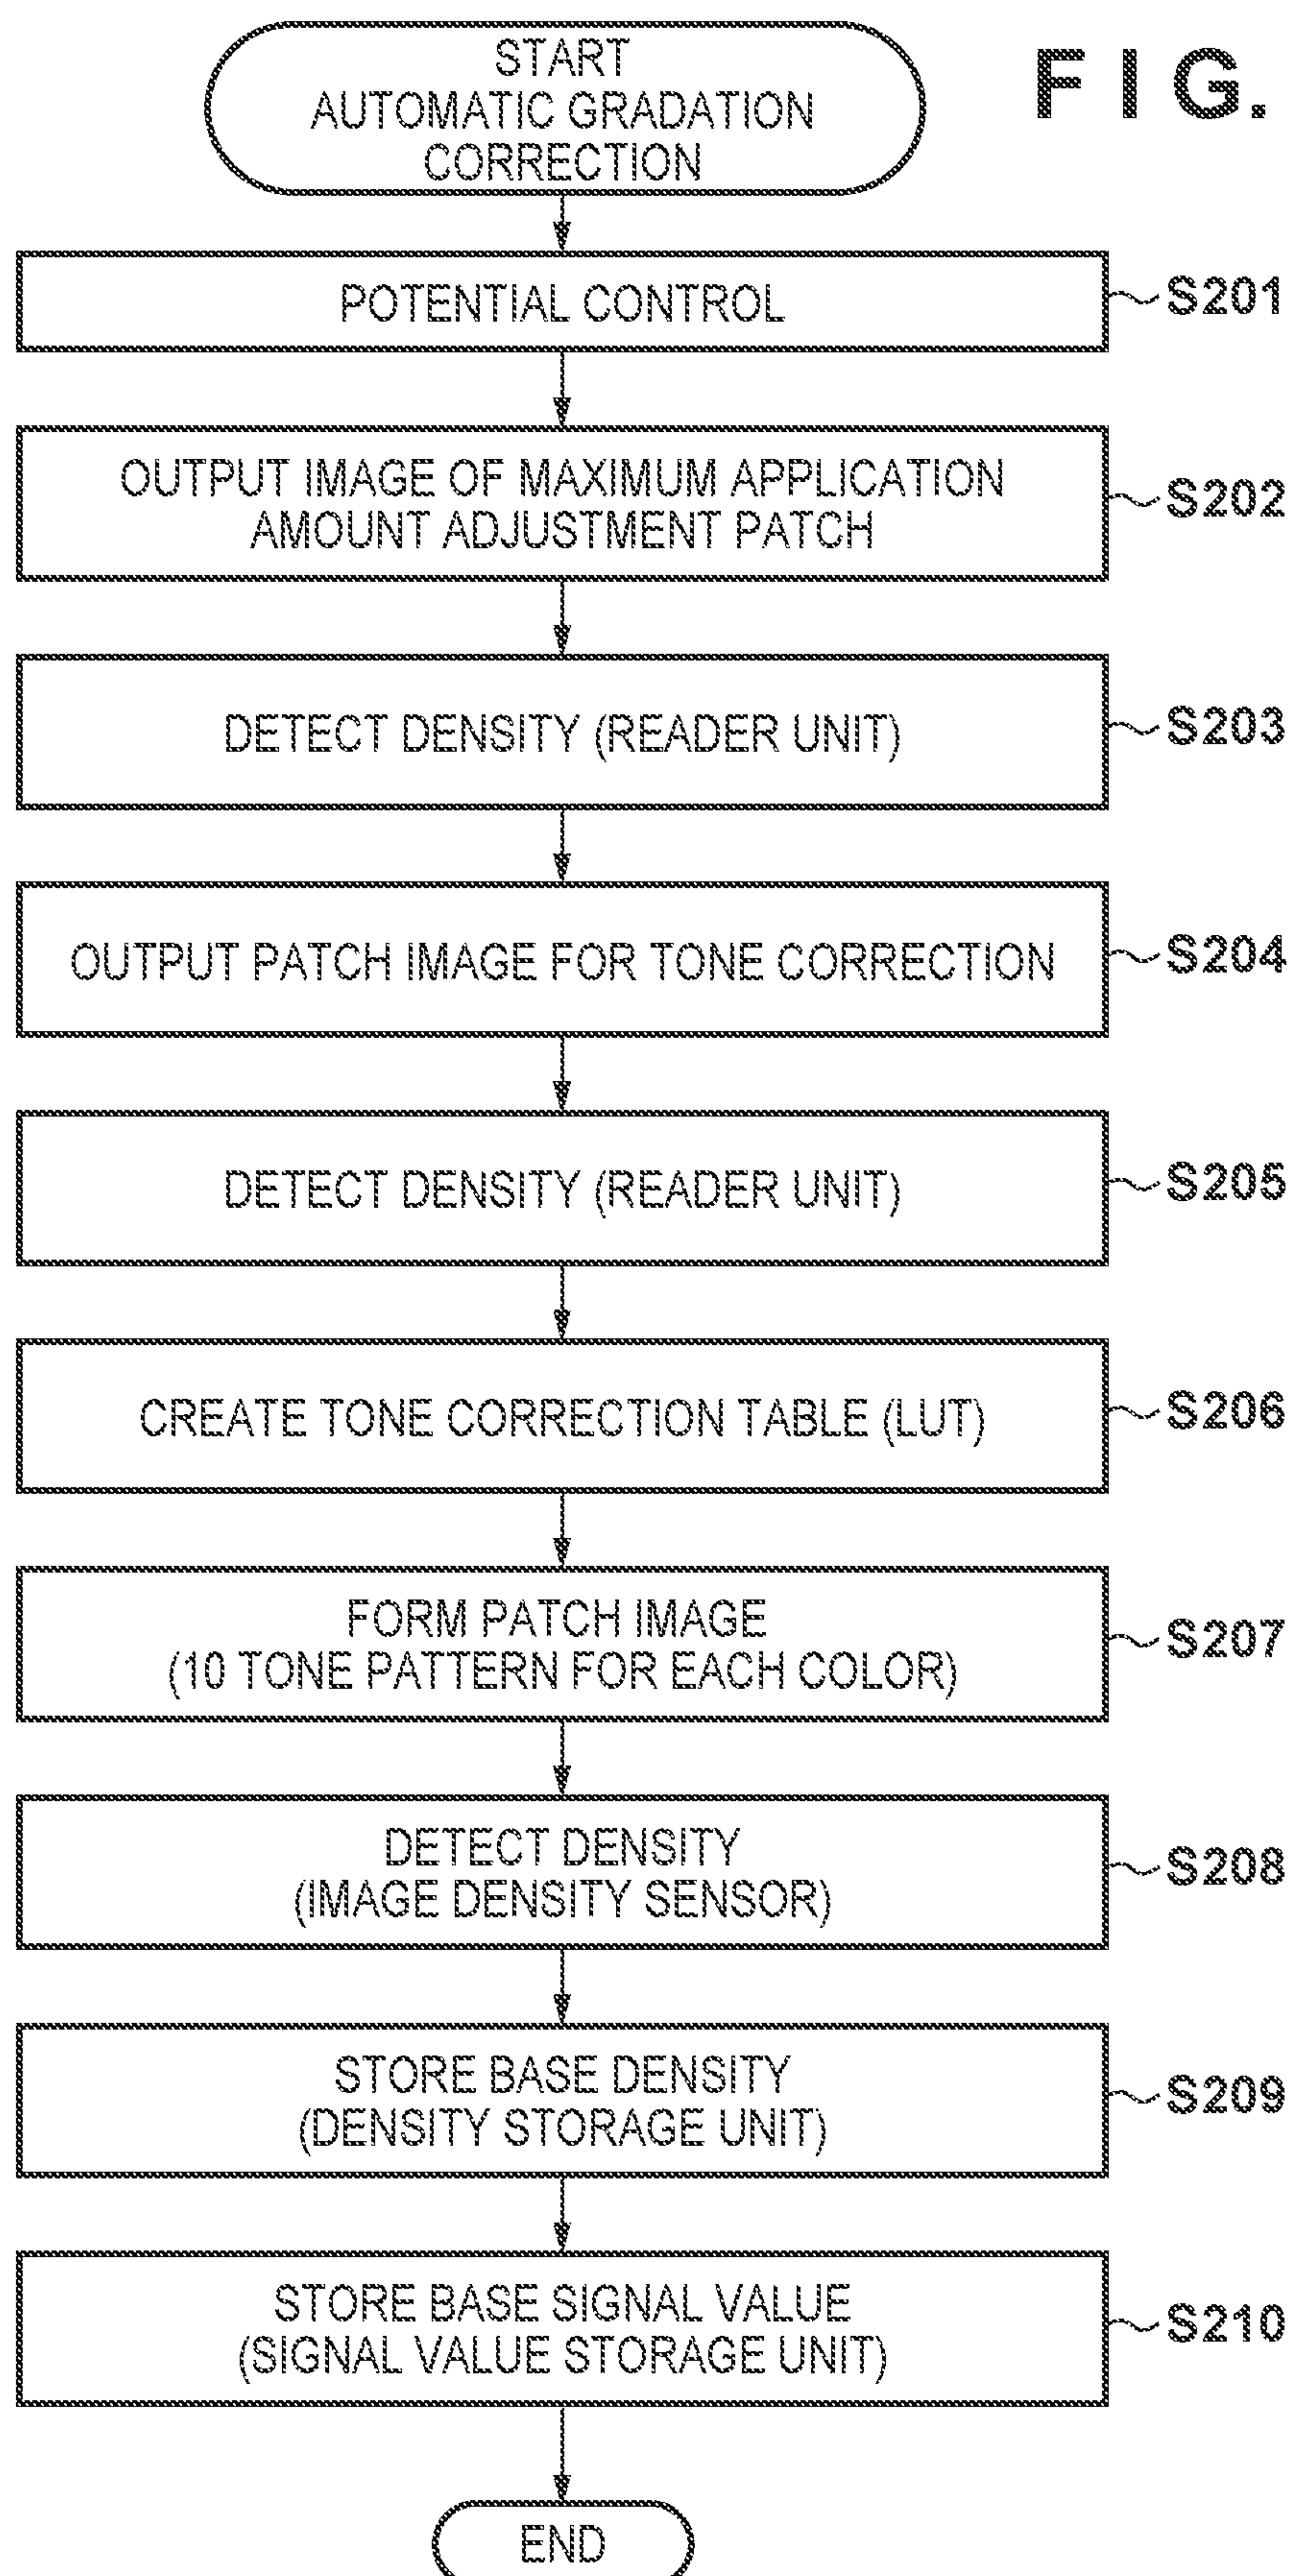 START
AUTOMATIC GRADATION
CORRECTION
F I G.
POTENTIAL CONTROL
S201
OUTPUT IMAGE OF MAXIMUM APPLICATION
AMOUNT ADJUSTMENT PATCH
S202
DETECT DENSITY (READER UNIT)
S203
OUTPUT PATCH IMAGE FOR TONE CORRECTION
S204
DETECT DENSITY (READER UNIT)
S205
CREATE TONE CORRECTION TABLE (LUT)
S206
FORM PATCH IMAGE
(10 TONE PATTERN FOR EACH COLOR)
S207
DETECT DENSITY
(IMAGE DENSITY SENSOR)
S208
STORE BASE DENSITY
(DENSITY STORAGE UNIT)
S209
STORE BASE SIGNAL VALUE
(SIGNAL VALUE STORAGE UNIT)
S210
END